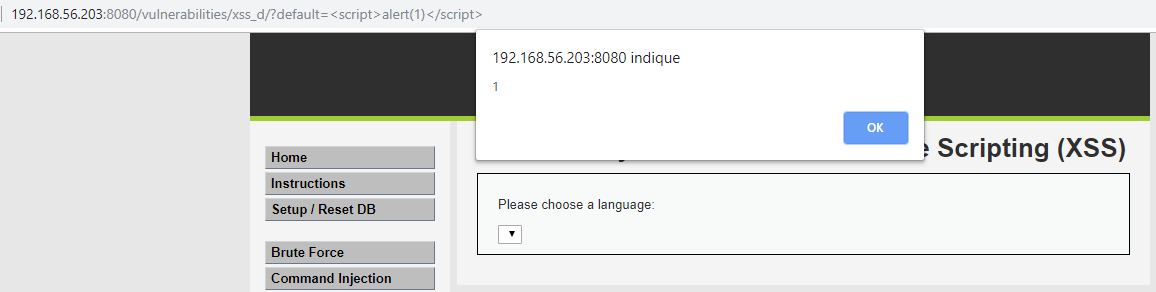 192.168.56.203:8080/vulnerabilities/xss_d/?default=<script>alert(1)</script>
192.168.56.203:8080 indique
1
OK
e Scripting (XSS)
Home
Instructions
Setup / Reset DB
Brute Force
Command Injection
Please choose a language: